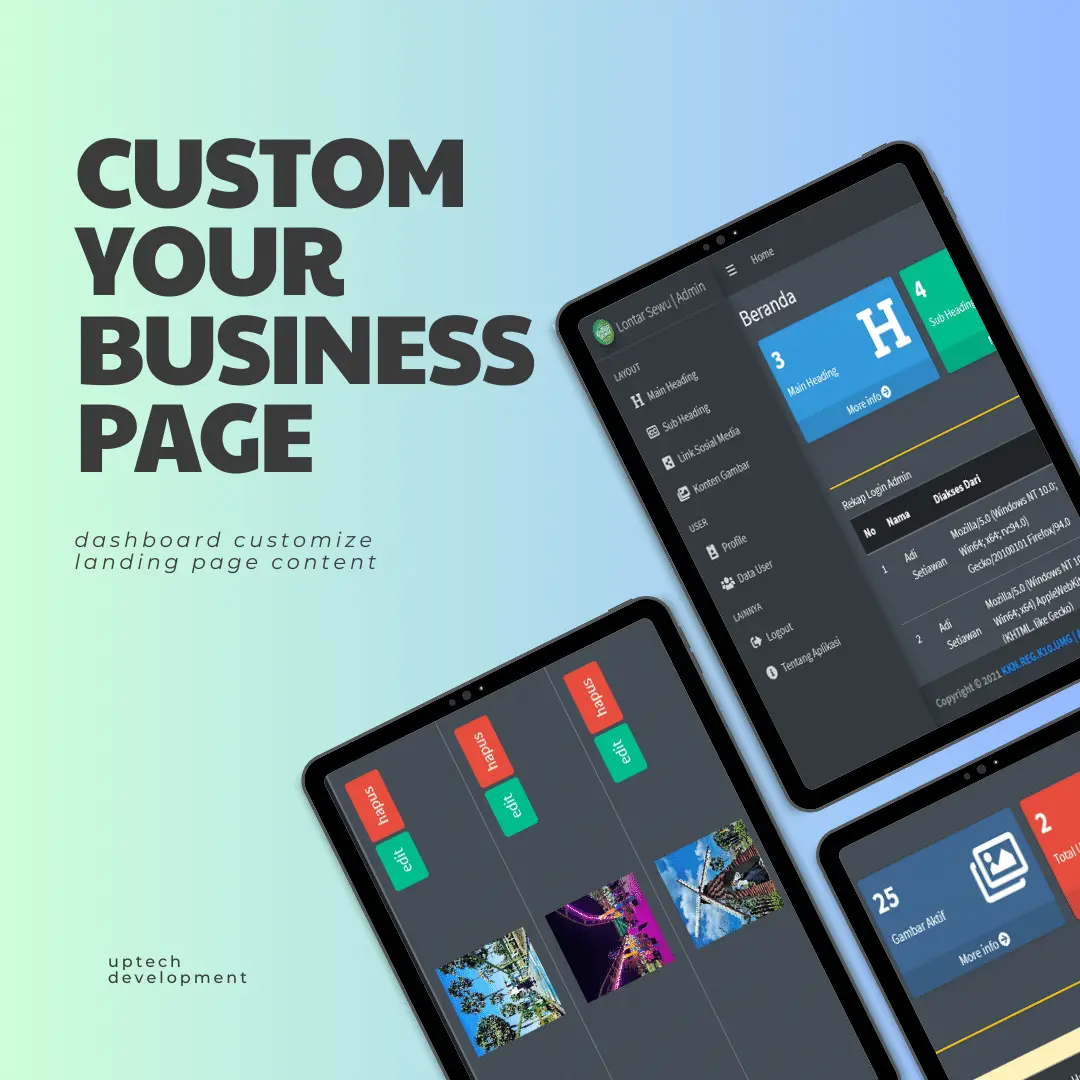 CUSTOM
YOUR
BUSINESS
PAGE
dashboard customize
landing page content
uptech
development
Lontar Sewu | Admin
Home
LAYOUT
Main Heading
Sub Heading
Link Sosial Media
Konten Gambar
USER
Profile
Data User
LAINNYA
Logout
Tentang Aplikasi
Beranda
3
Main Heading
More info
4
Sub Heading
Rekap Login Admin
No Nama Diakses Dari
1 Adi Setiawan
Mozilla/5.0 (Windows NT 10.0;
Win64; x64; rv:94.0)
Gecko/20100101 Firefox/94.0
2 Adi Setiawan
Mozilla/5.0 (Windows NT 10
Win64; x64) AppleWebKit
(KHTML, like Gecko)
Copyright © 2021 KKN.REG.K10.UMG |
hapus
edit
hapus
edit
hapus
edit
25
Gambar Aktif
More info
2
Total U